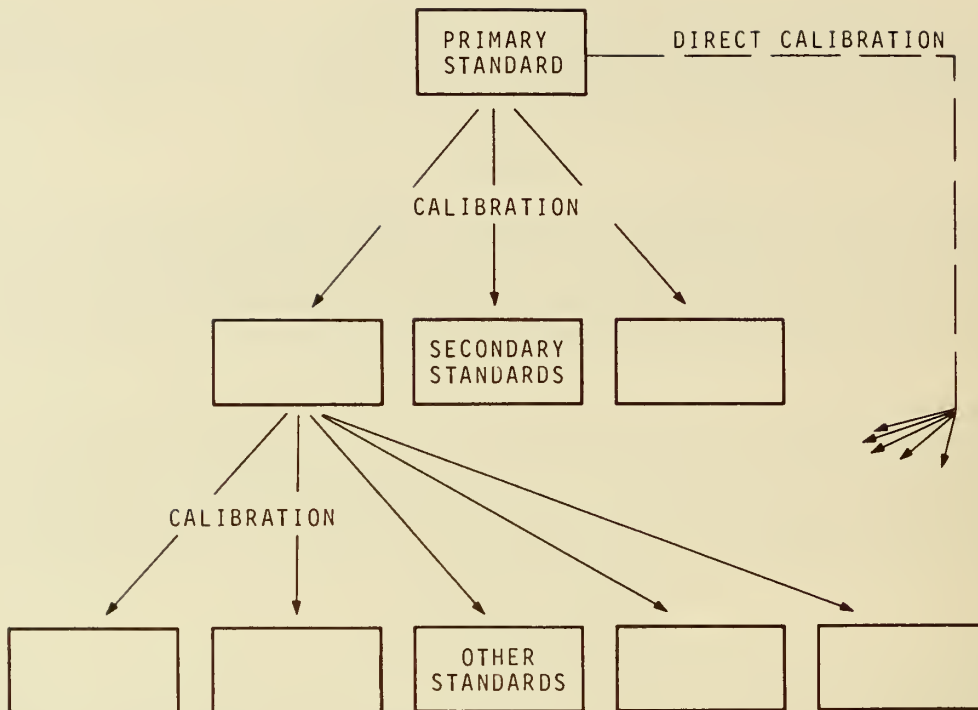 PRIMARY
STANDARD
DIRECT CALIBRATION
CALIBRATION
SECONDARY
STANDARDS
CALIBRATION
OTHER
STANDARDS